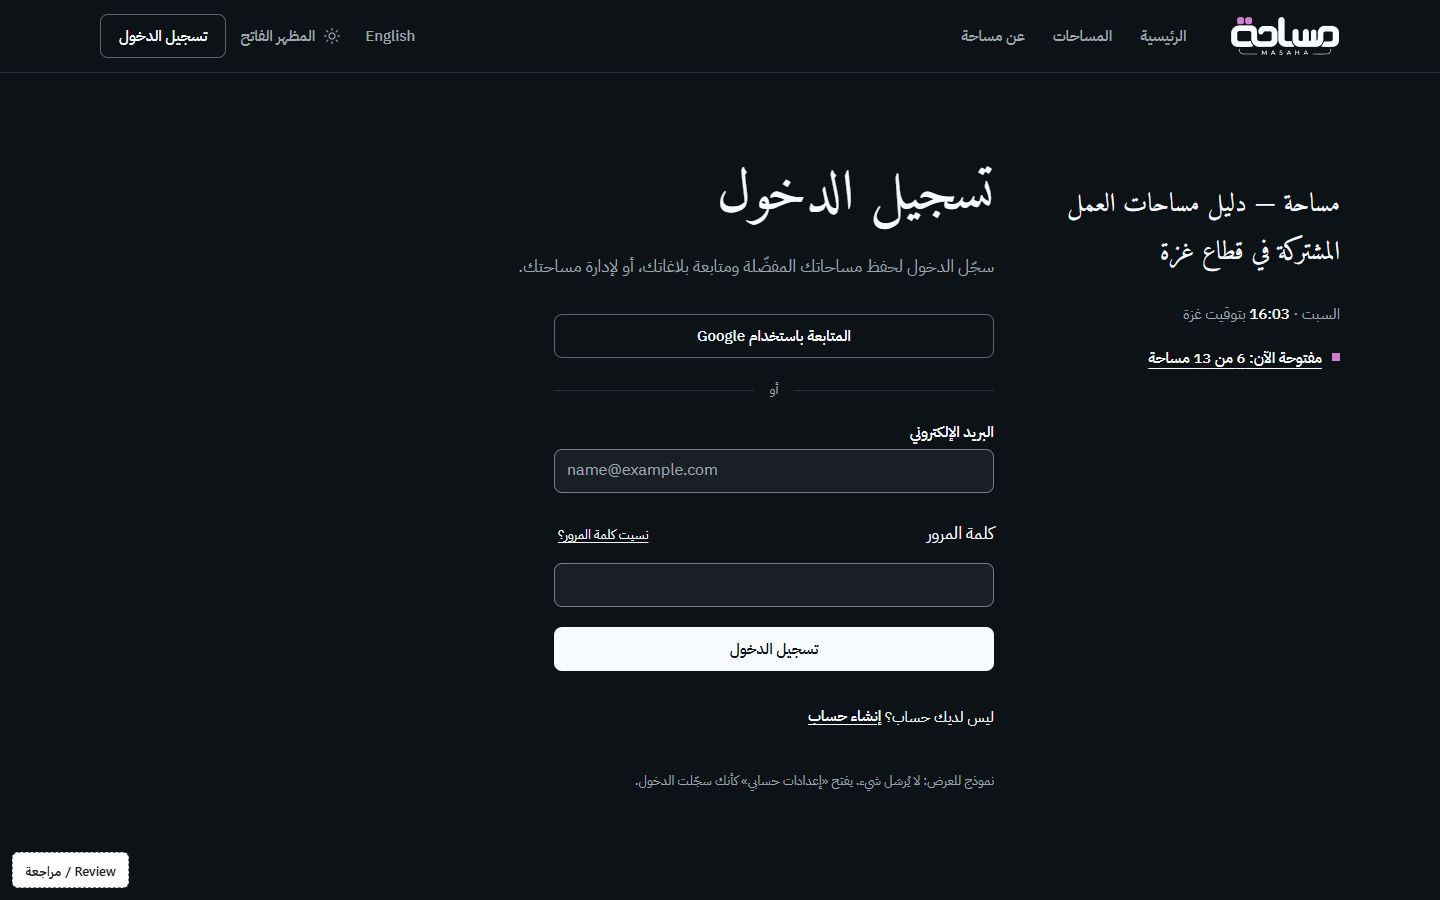 مساحة
MASAHA
الرئيسية
المساحات
عن مساحة
English
المظهر الفاتح
تسجيل الدخول
مساحة — دليل مساحات العمل
المشتركة في قطاع غزة
السبت · 16:03 بتوقيت غزة
مفتوحة الآن: 6 من 13 مساحة
تسجيل الدخول
سجّل الدخول لحفظ مساحاتك المفضّلة ومتابعة بلاغاتك، أو لإدارة مساحتك.
المتابعة باستخدام Google
أو
البريد الإلكتروني
name@example.com
كلمة المرور
نسيت كلمة المرور؟
تسجيل الدخول
ليس لديك حساب؟ إنشاء حساب
نموذج للعرض: لا يُرسَل شيء. يفتح «إعدادات حسابي» كأنك سجّلت الدخول.
مراجعة / Review